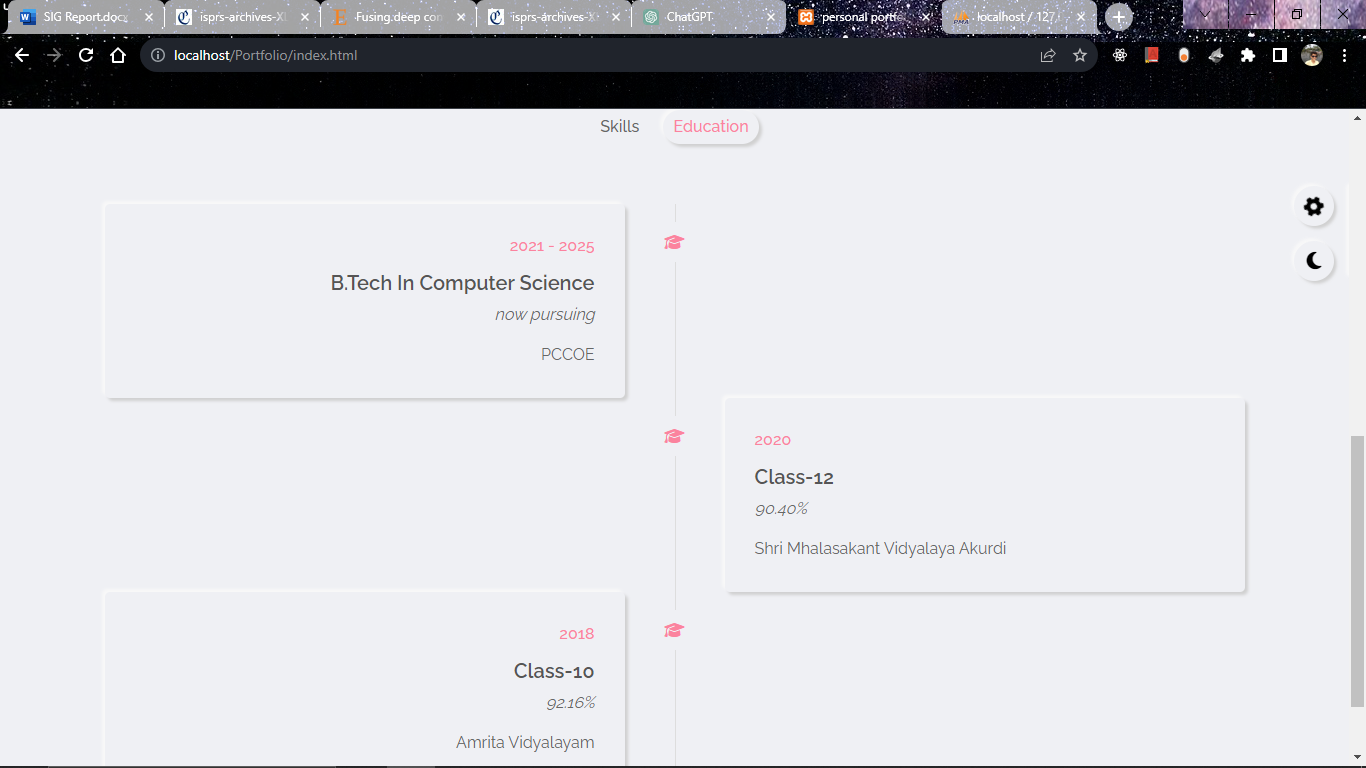 SIG Report.docx
isprs-archives-XL
Fusing.deep con
isprs-archives-X
ChatGPT
personal portfo
localhost / 127.
localhost/Portfolio/index.html
Skills
Education
2021 - 2025
B.Tech In Computer Science
now pursuing
PCCOE
2020
Class-12
90.40%
Shri Mhalasakant Vidyalaya Akurdi
2018
Class-10
92.16%
Amrita Vidyalayam